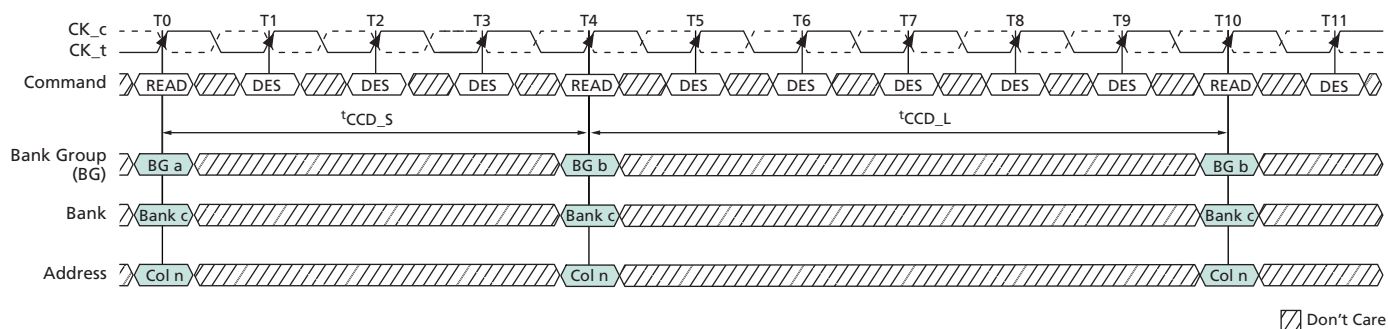 T0 T1 T2 T3 T4 T5 T6 T7 T8 T9 T10 T11
CK_c
CK_t
Command READ DES DES DES READ DES DES DES DES DES READ DES
tCCD_S tCCD_L
Bank Group (BG) BG a BG b BG b
Bank Bank c Bank c Bank c
Address Col n Col n Col n
Don't Care